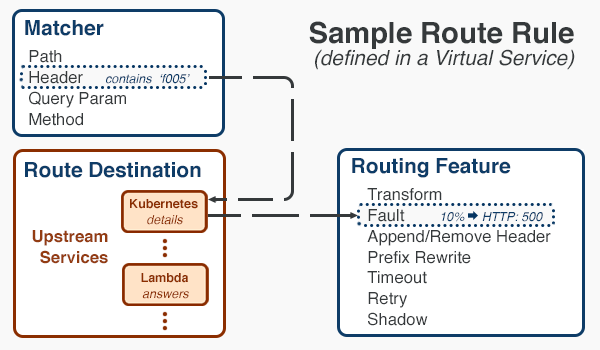 Sample Route Rule
(defined in a Virtual Service)
Matcher
Path
Header contains 'f005'
Query Param
Method
Route Destination
Upstream
Services
Kubernetes
details
Lambda
answers
Routing Feature
Transform
Fault 10% ➡ HTTP: 500
Append/Remove Header
Prefix Rewrite
Timeout
Retry
Shadow